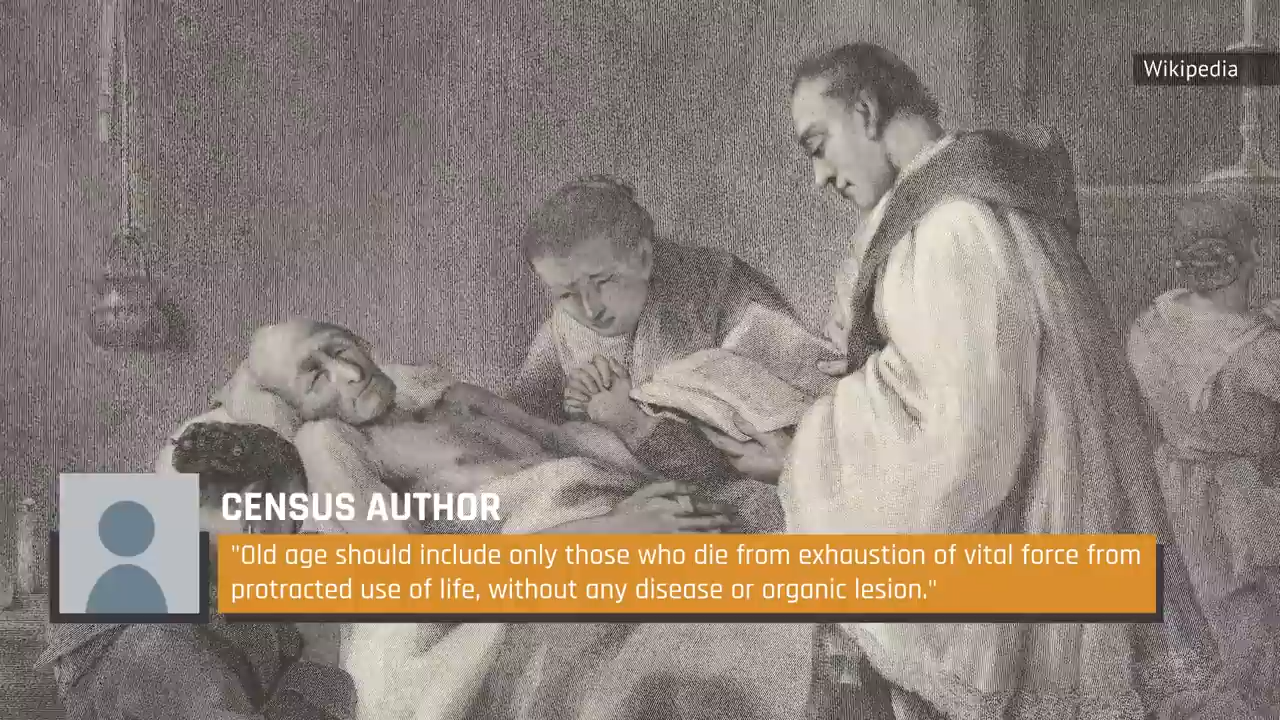 Wikipedia
CENSUS AUTHOR
"Old age should include only those who die from exhaustion of vital force from
protracted use of life, without any disease or organic lesion."